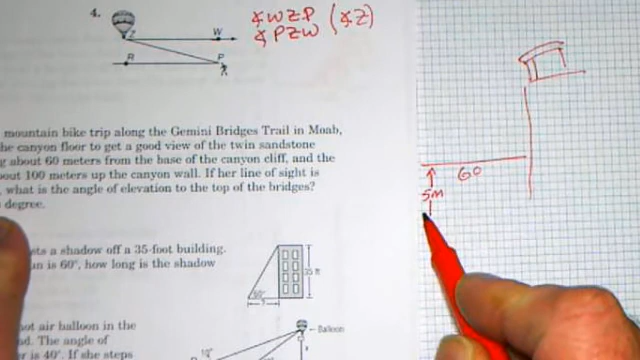 4.
∡WZP (∡Z)
∡PZW
Z W
R P
mountain bike trip along the Gemini Bridges Trail in Moab,
he canyon floor to get a good view of the twin sandstone
g about 60 meters from the base of the canyon cliff, and the
out 100 meters up the canyon wall. If her line of sight is
, what is the angle of elevation to the top of the bridges?
degree.
60
5M
sts a shadow off a 35-foot building.
un is 60°, how long is the shadow
35 ft
60°
?
hot air balloon in the
nd. The angle of
r is 40°. If she steps
Balloon
x